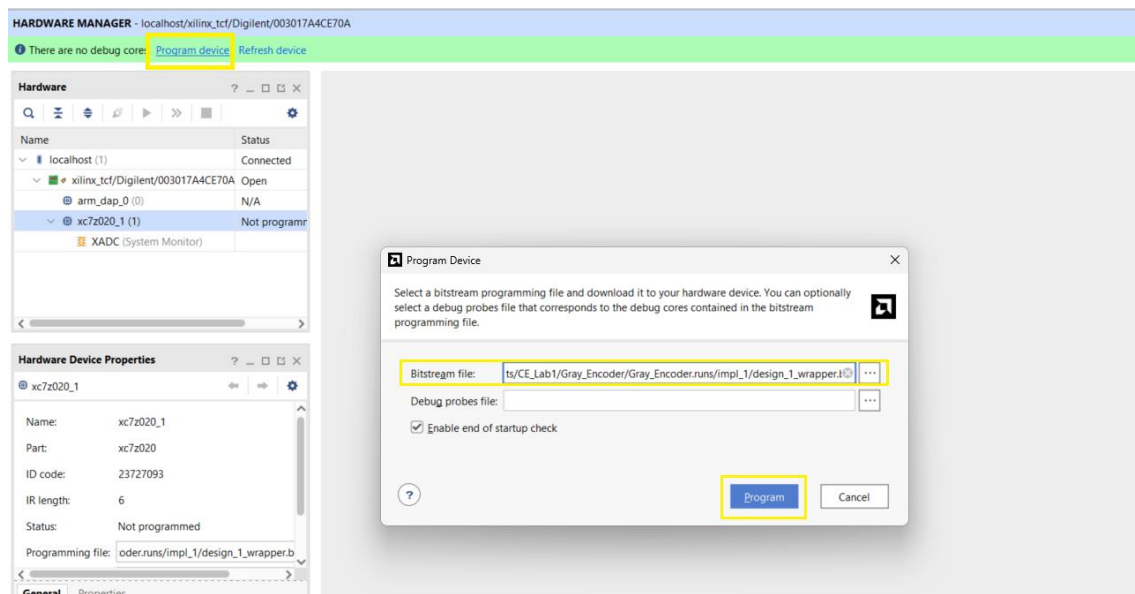 HARDWARE MANAGER - localhost/xilinx_tcf/Digilent/003017A4CE70A
There are no debug core Program device Refresh device
Hardware
Name Status
localhost (1) Connected
xilinx_tcf/Digilent/003017A4CE70A Open
arm_dap_0 (0) N/A
xc7z020_1 (1) Not programm
XADC (System Monitor)
Hardware Device Properties
xc7z020_1
Name: xc7z020_1
Part: xc7z020
ID code: 23727093
IR length: 6
Status: Not programmed
Programming file: oder.runs/impl_1/design_1_wrapper.b
General Properties
Program Device
Select a bitstream programming file and download it to your hardware device. You can optionally
select a debug probes file that corresponds to the debug cores contained in the bitstream
programming file.
Bitstream file: ts/CE_Lab1/Gray_Encoder/Gray_Encoder.runs/impl_1/design_1_wrapper.b
Debug probes file:
Enable end of startup check
Program Cancel